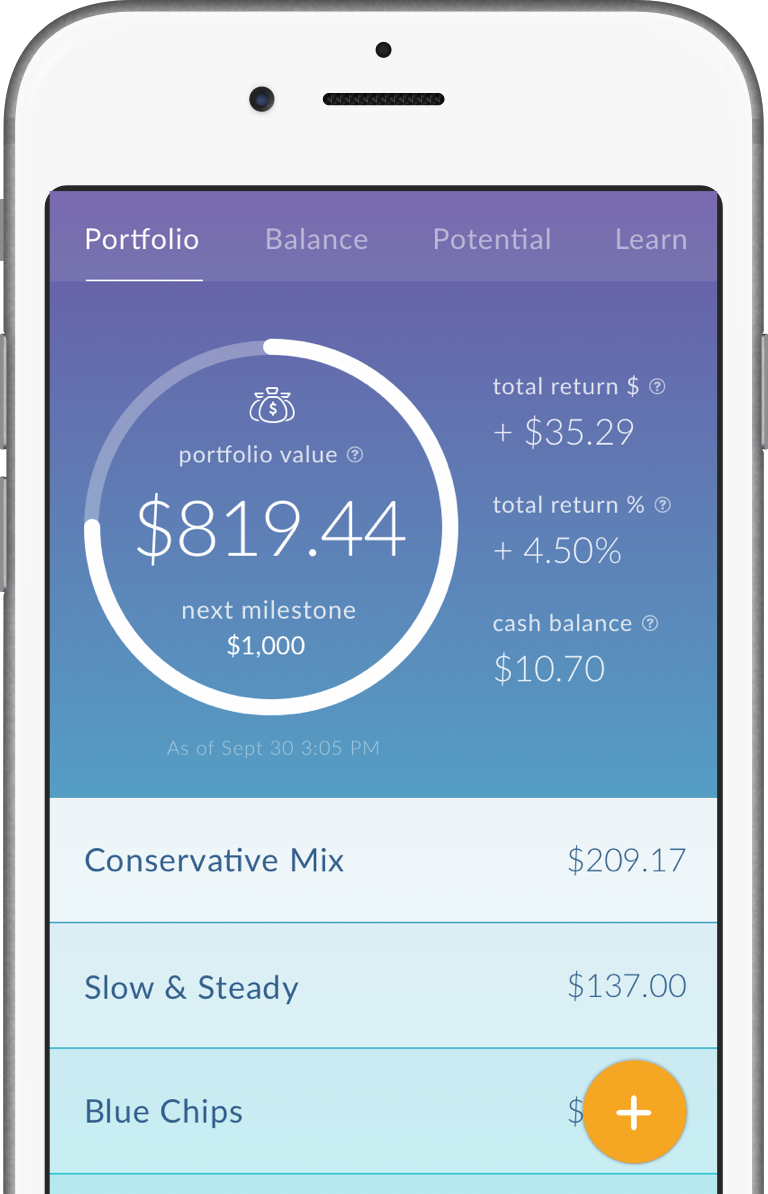 Portfolio Balance Potential Learn
portfolio value ?
$819.44
next milestone
$1,000
As of Sept 30 3:05 PM
total return $ ?
+ $35.29
total return % ?
+ 4.50%
cash balance ?
$10.70
Conservative Mix $209.17
Slow & Steady $137.00
Blue Chips $